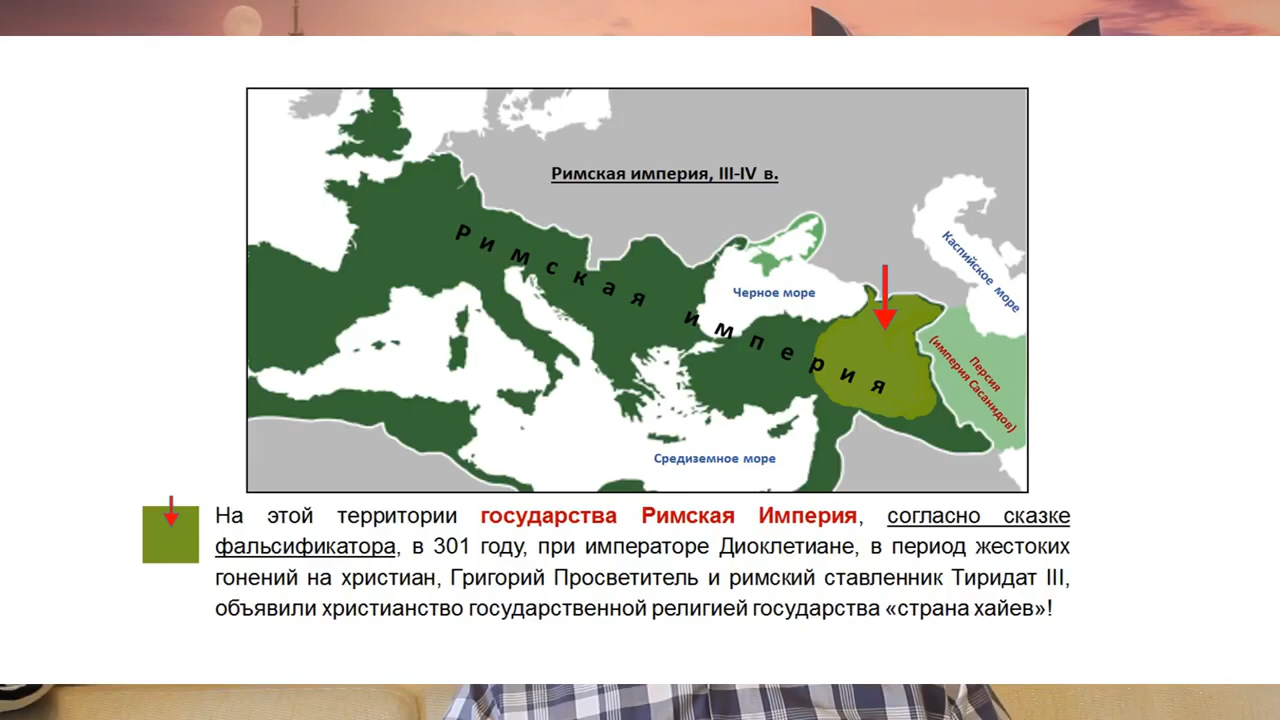 Римская империя, III-IV в.
Римская империя
Каспийское море
Черное море
Персия
(империя Сасанидов)
Средиземное море
На этой территории государства Римская Империя, согласно сказке
фальсификатора, в 301 году, при императоре Диоклетиане, в период жестоких
гонений на христиан, Григорий Просветитель и римский ставленник Тиридат III,
объявили христианство государственной религией государства «страна хайев»!